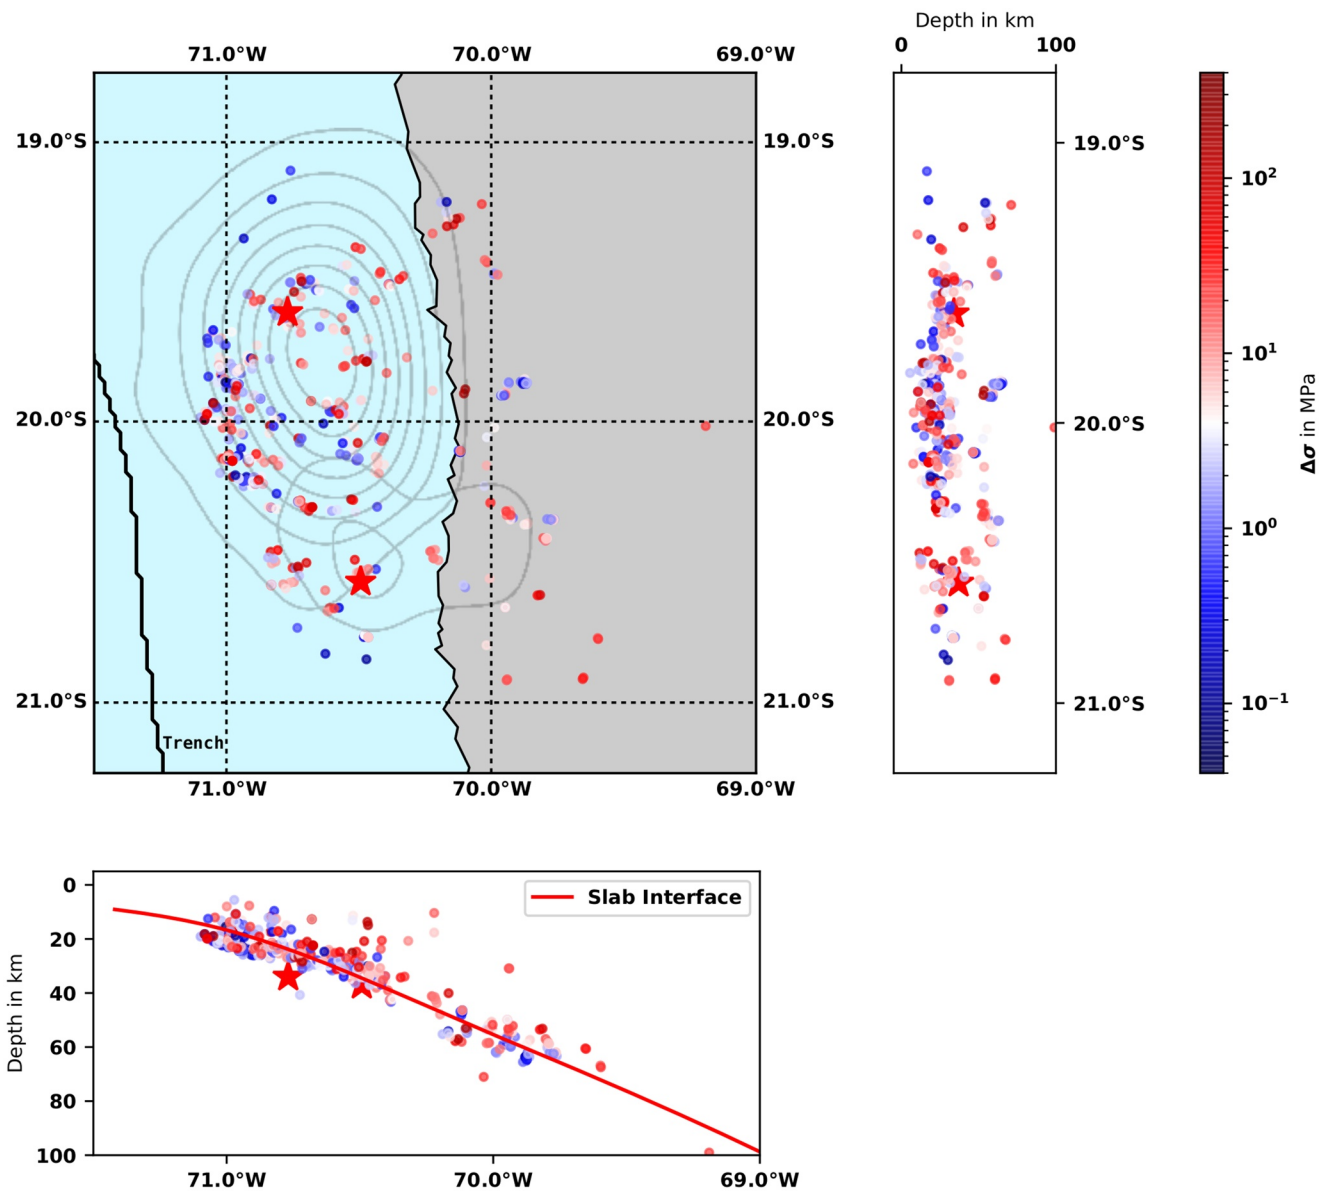 Depth in km
0 100
71.0°W 70.0°W 69.0°W
19.0°S 19.0°S 19.0°S
10²
10¹
20.0°S 20.0°S 20.0°S
Δσ in MPa
10⁰
21.0°S 21.0°S 21.0°S
10⁻¹
Trench
71.0°W 70.0°W 69.0°W
0
Slab Interface
20
40
Depth in km
60
80
100
71.0°W 70.0°W 69.0°W